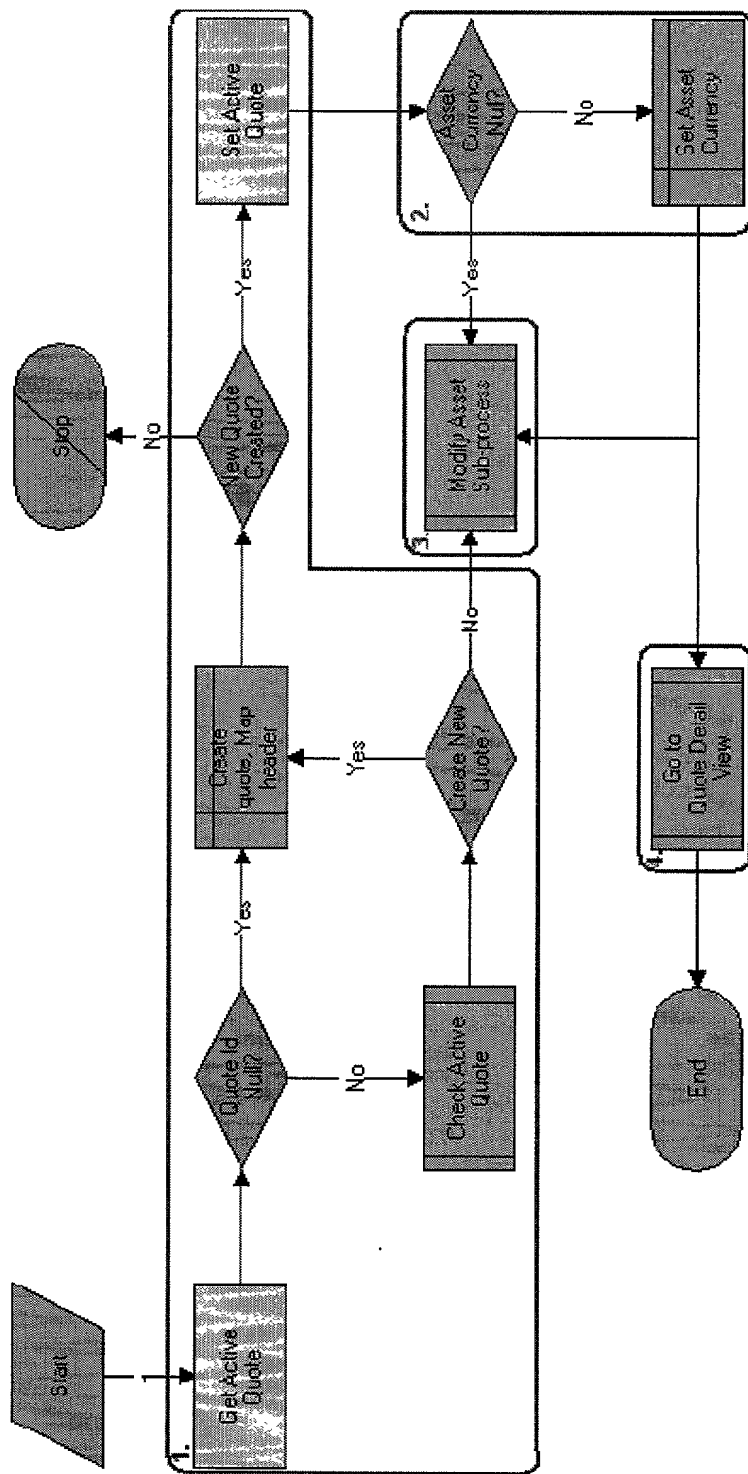 Start
1.
Get Active
Quote
Quote Id
Null?
Yes
No
Create
quote, Map
header
Check Active
Quote
Create New
Quote?
Yes
No
New Quote
Created?
No
Stop
Yes
Set Active
Quote
2.
Asset
Currency
Null?
Yes
No
Set Asset
Currency
3.
Modify Asset
Sub-process
4.
Go to
Quote Detail
View
End